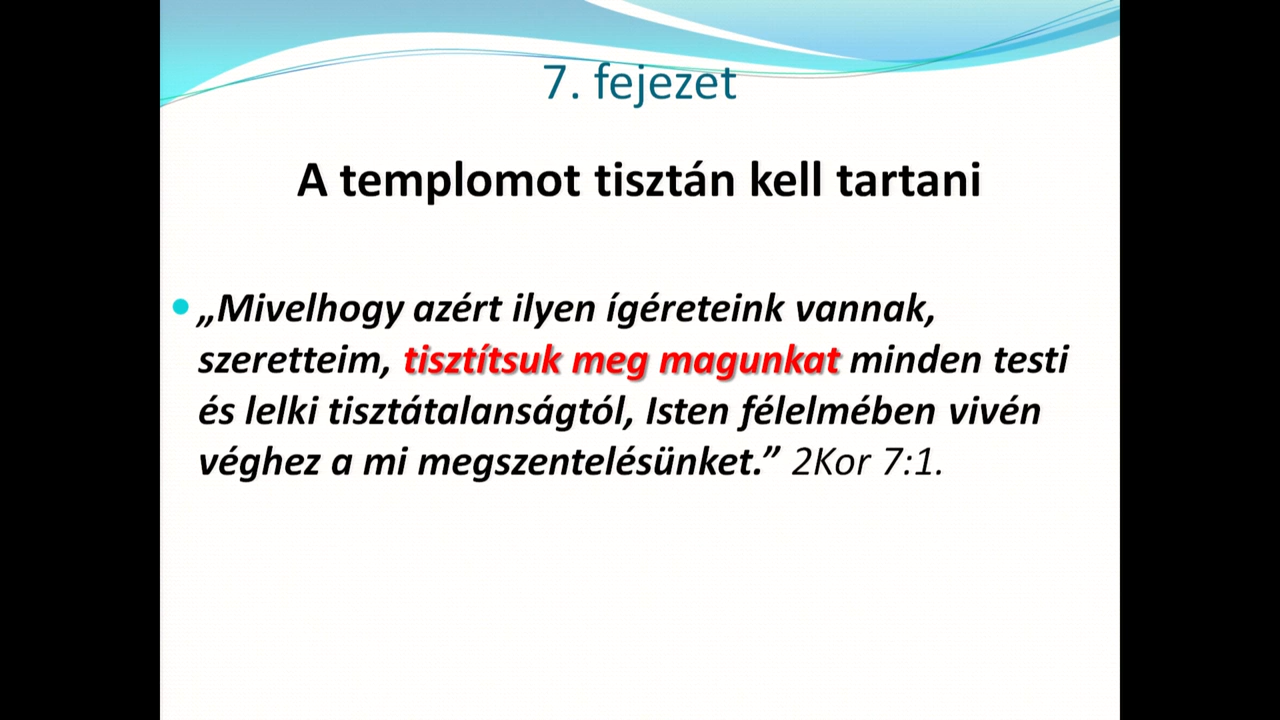 7. fejezet
A templomot tisztán kell tartani
„Mivelhogy azért ilyen ígéreteink vannak,
szeretteim, tisztítsuk meg magunkat minden testi
és lelki tisztátalanságtól, Isten félelmében vivén
véghez a mi megszentelésünket.” 2Kor 7:1.